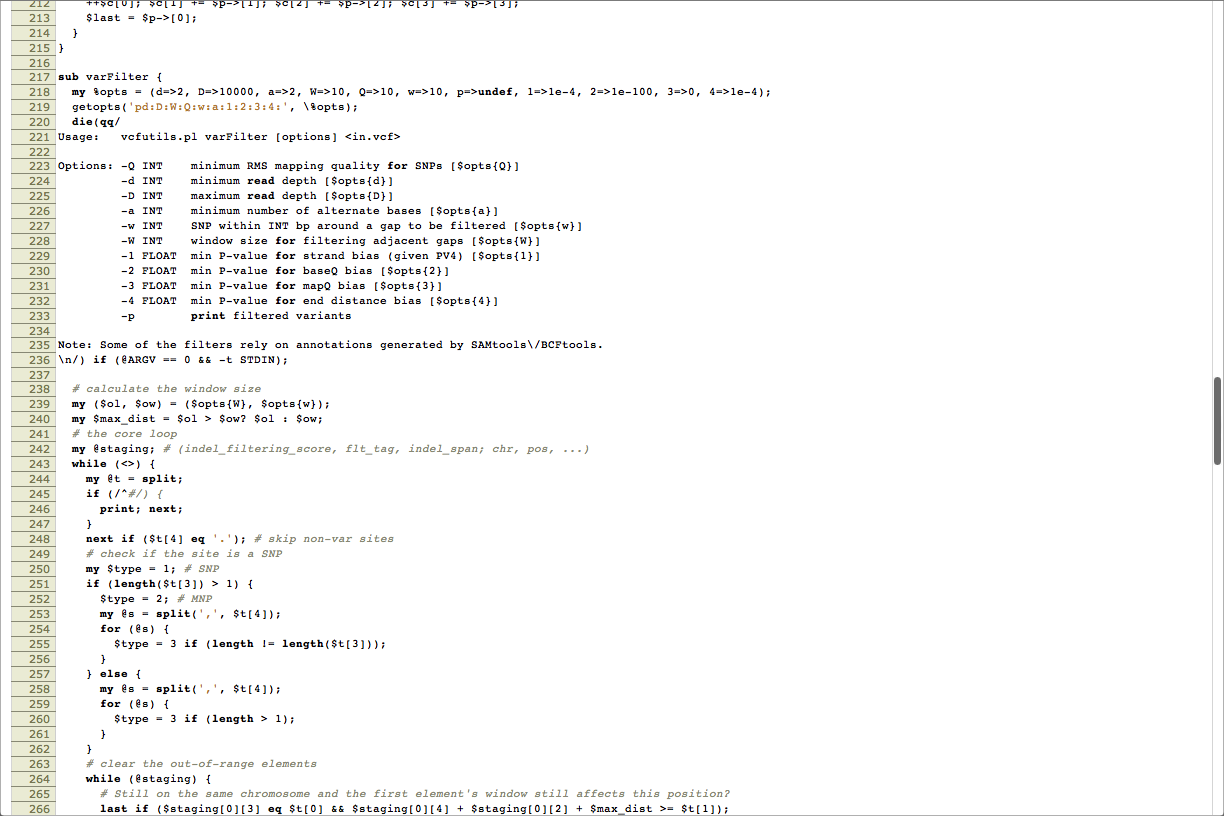 212 ++$c[0]; $c[1] += $p->[1]; $c[2] += $p->[2]; $c[3] += $p->[3];
213 $last = $p->[0];
214 }
215 }
216
217 sub varFilter {
218 my %opts = (d=>2, D=>10000, a=>2, W=>10, Q=>10, w=>10, p=>undef, 1=>1e-4, 2=>1e-100, 3=>0, 4=>1e-4);
219 getopts('pd:D:W:Q:w:a:1:2:3:4:', \%opts);
220 die(qq/
221 Usage: vcfutils.pl varFilter [options] <in.vcf>
222
223 Options: -Q INT minimum RMS mapping quality for SNPs [$opts{Q}]
224 -d INT minimum read depth [$opts{d}]
225 -D INT maximum read depth [$opts{D}]
226 -a INT minimum number of alternate bases [$opts{a}]
227 -w INT SNP within INT bp around a gap to be filtered [$opts{w}]
228 -W INT window size for filtering adjacent gaps [$opts{W}]
229 -1 FLOAT min P-value for strand bias (given PV4) [$opts{1}]
230 -2 FLOAT min P-value for baseQ bias [$opts{2}]
231 -3 FLOAT min P-value for mapQ bias [$opts{3}]
232 -4 FLOAT min P-value for end distance bias [$opts{4}]
233 -p print filtered variants
234
235 Note: Some of the filters rely on annotations generated by SAMtools\/BCFtools.
236 \n/) if (@ARGV == 0 && -t STDIN);
237
238 # calculate the window size
239 my ($ol, $ow) = ($opts{W}, $opts{w});
240 my $max_dist = $ol > $ow? $ol : $ow;
241 # the core loop
242 my @staging; # (indel_filtering_score, flt_tag, indel_span; chr, pos, ...)
243 while (<>) {
244 my @t = split;
245 if (/^#/) {
246 print; next;
247 }
248 next if ($t[4] eq '.'); # skip non-var sites
249 # check if the site is a SNP
250 my $type = 1; # SNP
251 if (length($t[3]) > 1) {
252 $type = 2; # MNP
253 my @s = split(',', $t[4]);
254 for (@s) {
255 $type = 3 if (length != length($t[3]));
256 }
257 } else {
258 my @s = split(',', $t[4]);
259 for (@s) {
260 $type = 3 if (length > 1);
261 }
262 }
263 # clear the out-of-range elements
264 while (@staging) {
265 # Still on the same chromosome and the first element's window still affects this position?
266 last if ($staging[0][3] eq $t[0] && $staging[0][4] + $staging[0][2] + $max_dist >= $t[1]);